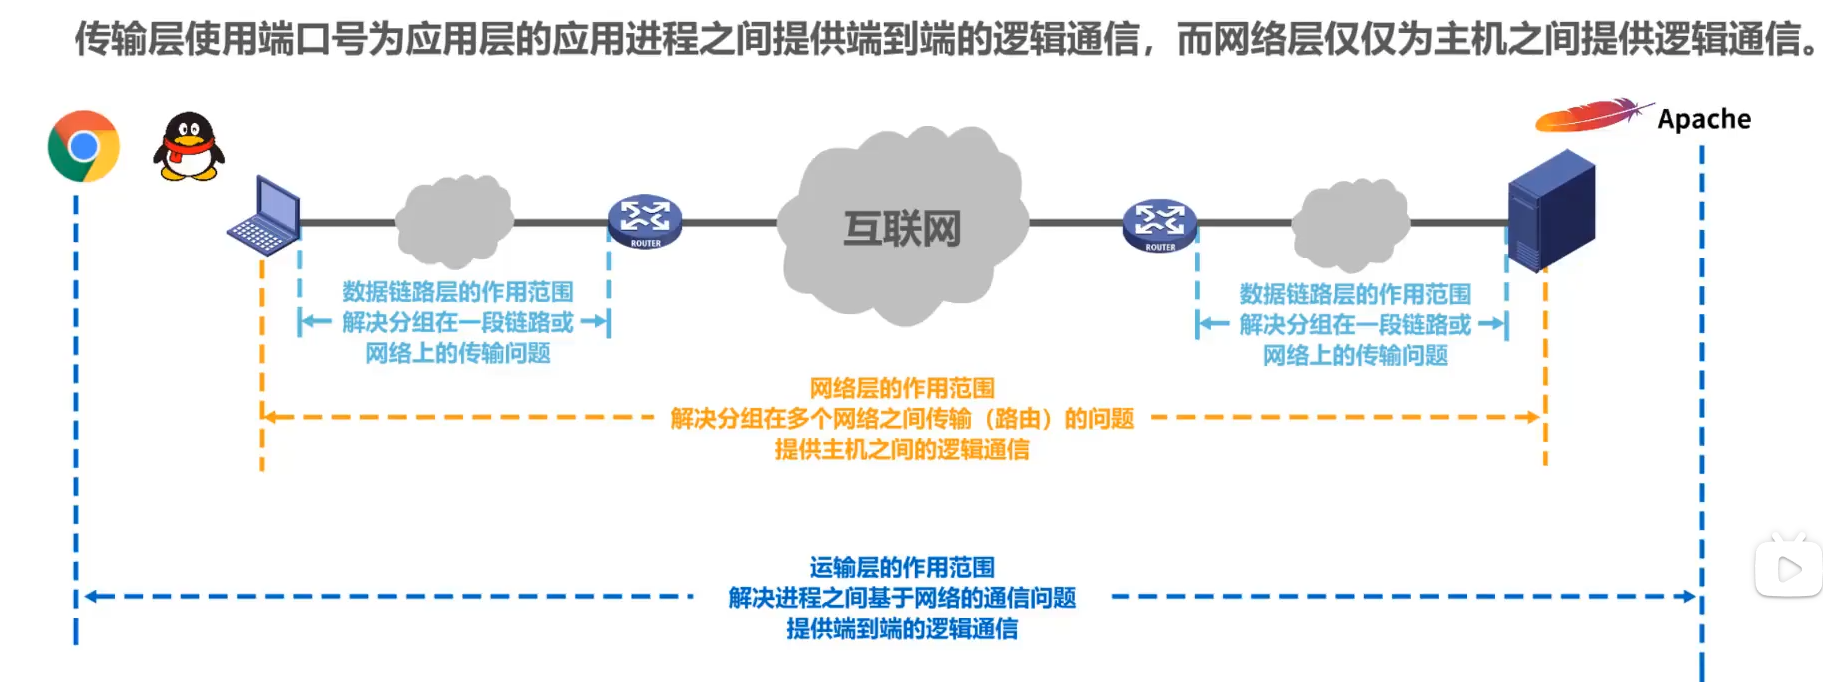 传输层使用端口号为应用层的应用进程之间提供端到端的逻辑通信，而网络层仅仅为主机之间提供逻辑通信。
Apache
互联网
ROUTER
ROUTER
数据链路层的作用范围
解决分组在一段链路或
网络上的传输问题
数据链路层的作用范围
解决分组在一段链路或
网络上的传输问题
网络层的作用范围
解决分组在多个网络之间传输（路由）的问题
提供主机之间的逻辑通信
运输层的作用范围
解决进程之间基于网络的通信问题
提供端到端的逻辑通信